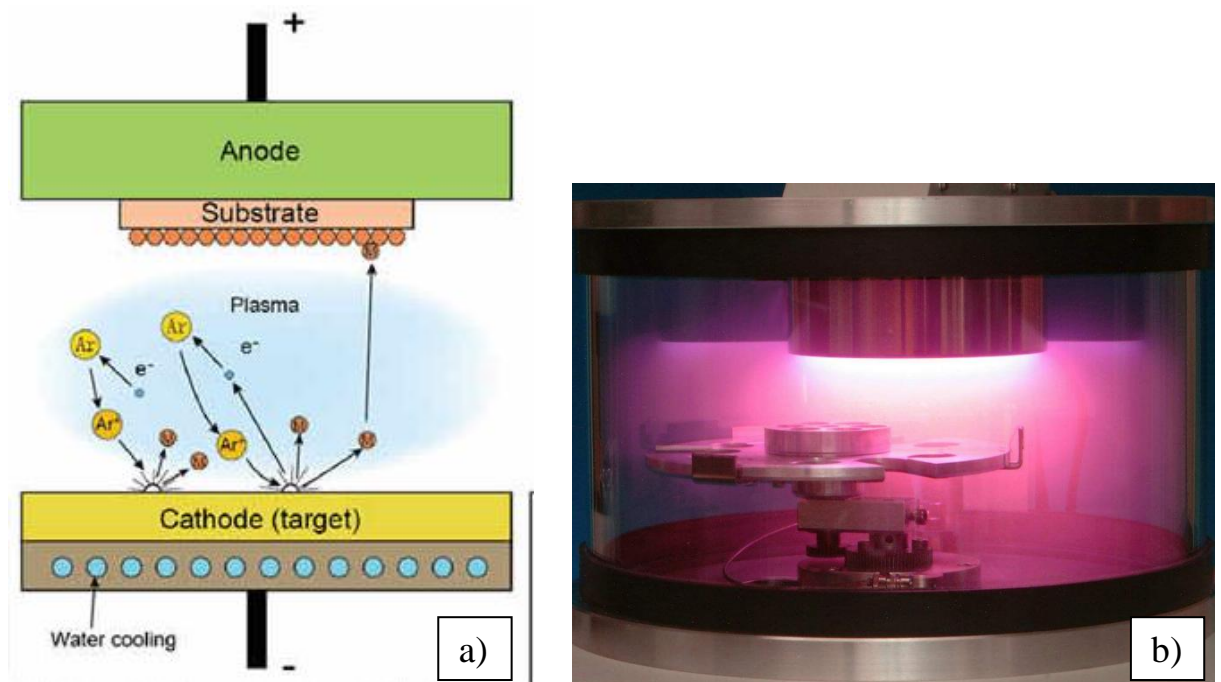 +
Anode
Substrate
M
Plasma
Ar
Ar
e-
e-
Ar+
M
M
M
Ar+
M
Cathode (target)
Water cooling
-
a)
b)